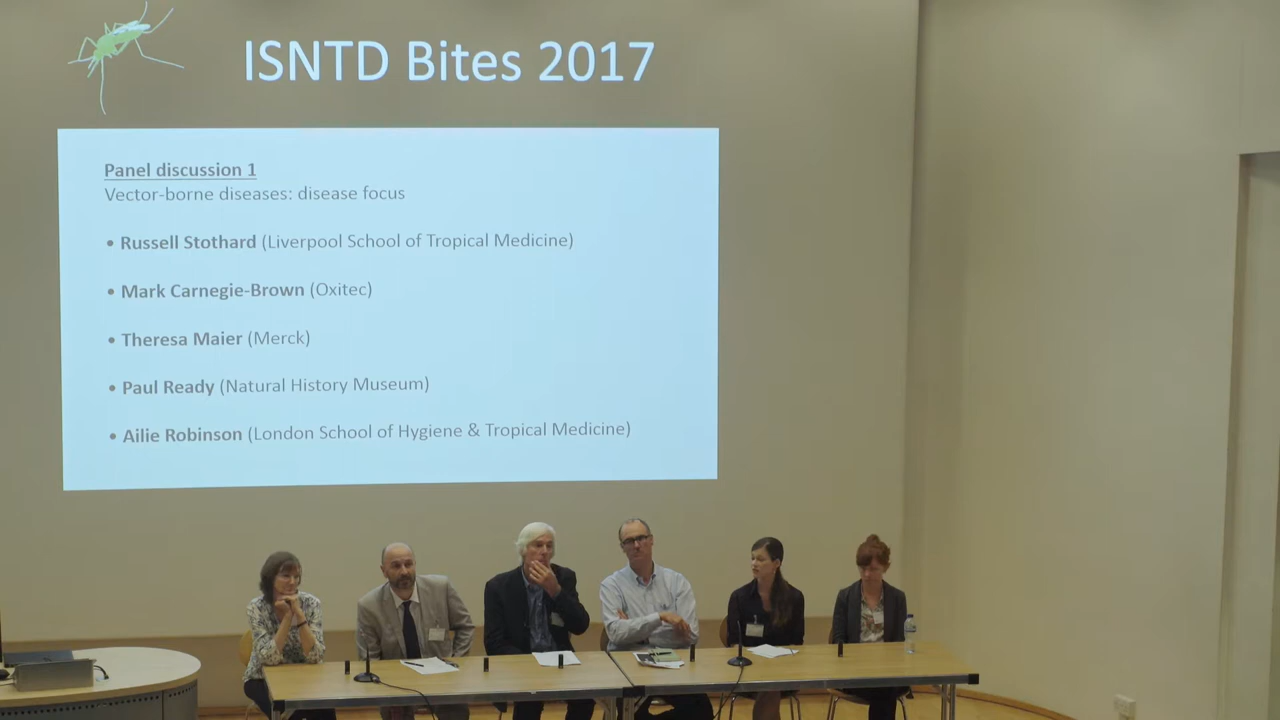 ISNTD Bites 2017
Panel discussion 1
Vector-borne diseases: disease focus
• Russell Stothard (Liverpool School of Tropical Medicine)
• Mark Carnegie-Brown (Oxitec)
• Theresa Maier (Merck)
• Paul Ready (Natural History Museum)
• Ailie Robinson (London School of Hygiene & Tropical Medicine)